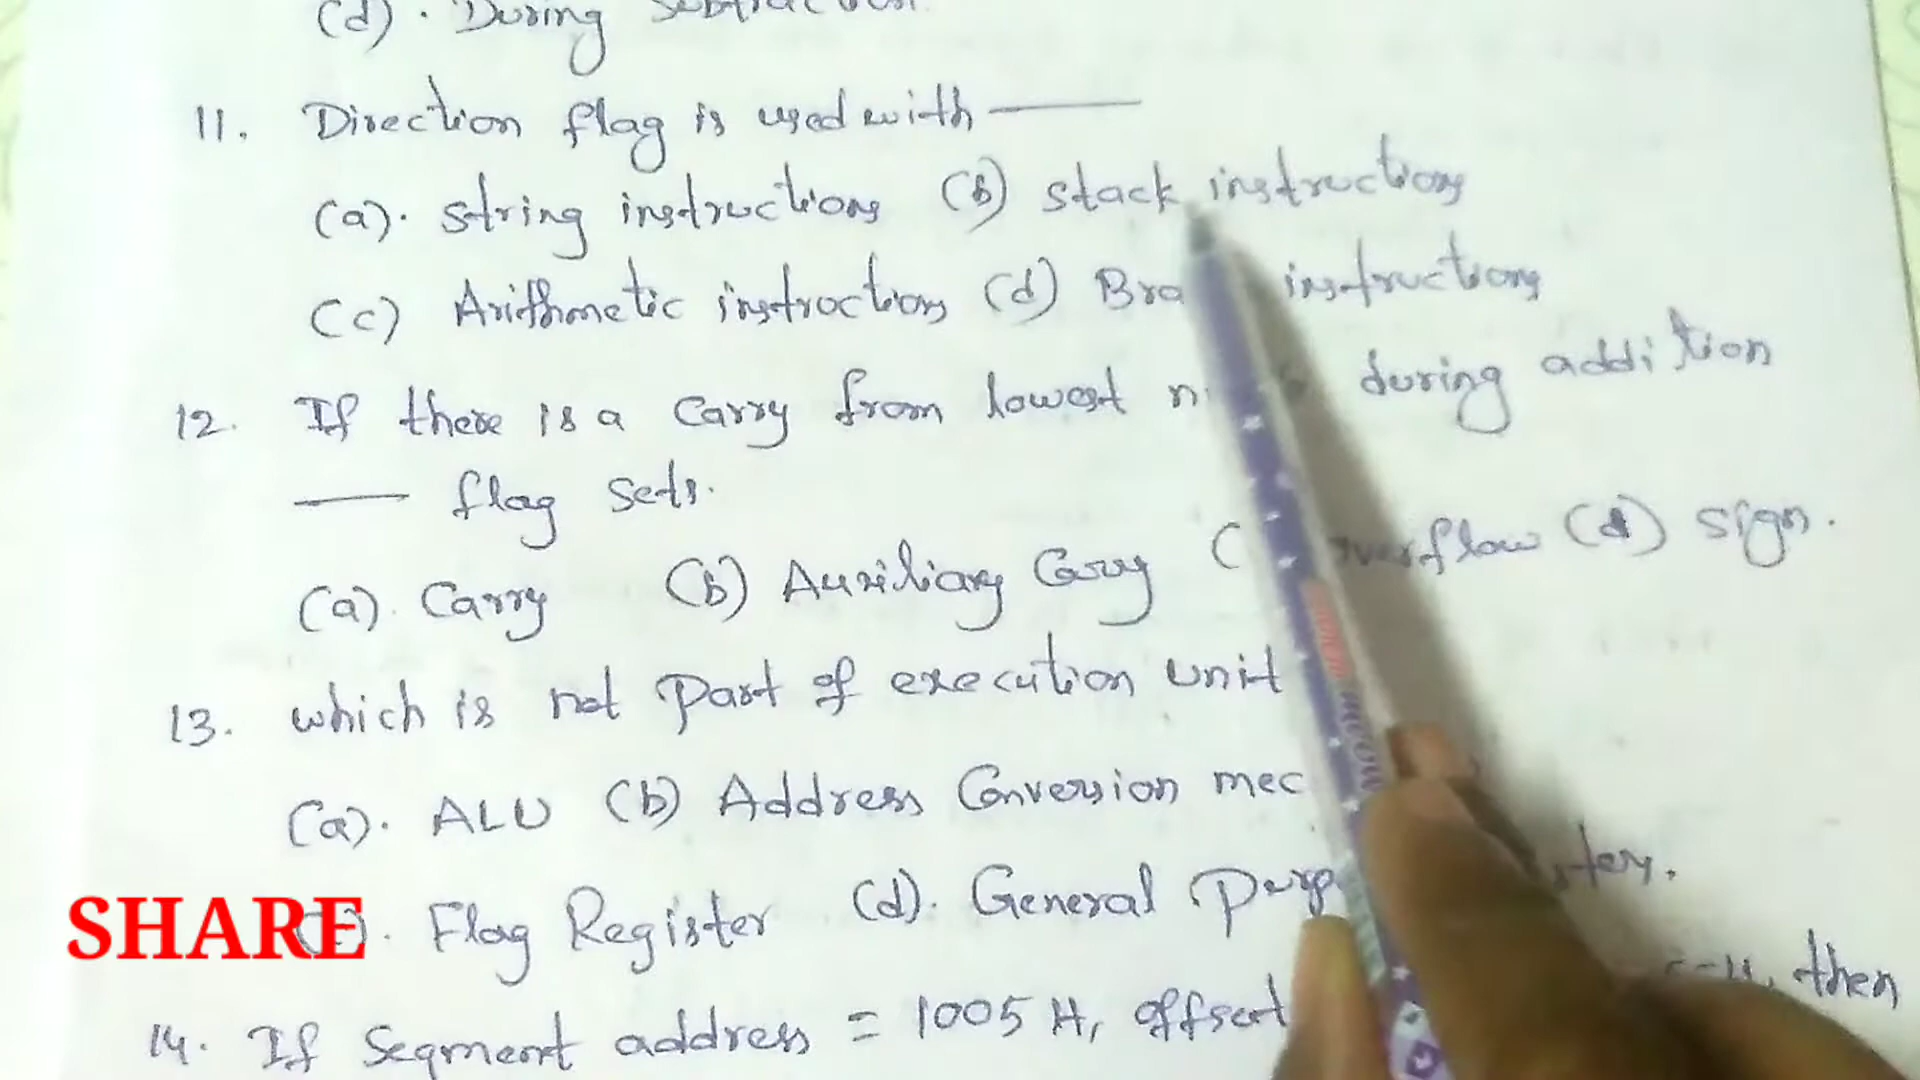 (d). During
11. Direction flag is used with ———
(a). string instructions (b) stack instructions
(c) Arithmetic instructions (d) Bra instructions
12. If there is a carry from lowest during addition
—— flag sets.
(a). Carry (b) Auxiliary Carry (d) sign.
13. which is not part of execution unit
(a). ALU (b) Address Conversion mec
Flag Register (d). General Purp
SHARE
14. If Segment address = 1005 H, offset then